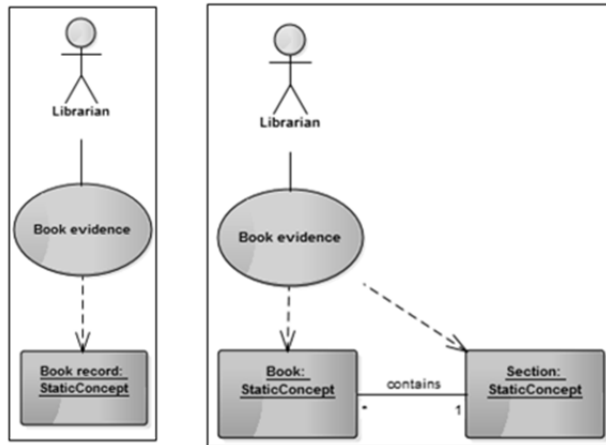 Librarian
Book evidence
Book record:
StaticConcept
Librarian
Book evidence
Book:
StaticConcept
contains
*
1
Section:
StaticConcept